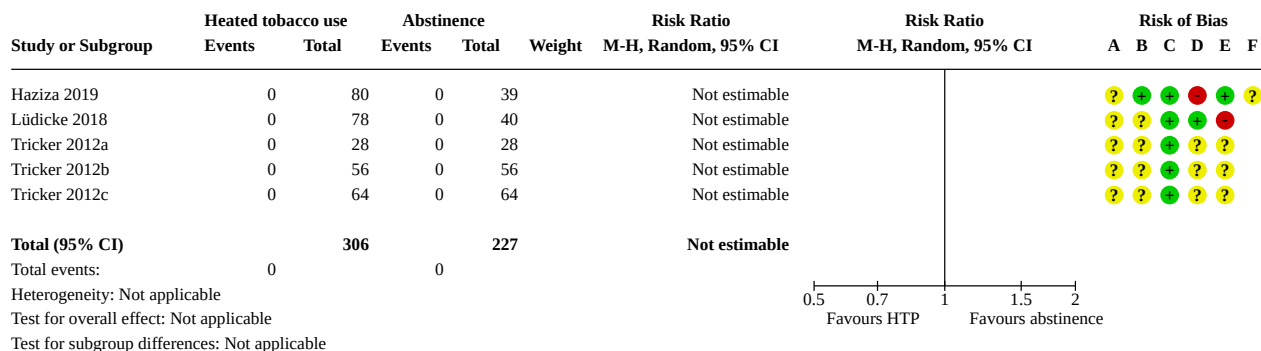 Heated tobacco use Abstinence Risk Ratio Risk Ratio Risk of Bias
Study or Subgroup Events Total Events Total Weight M-H, Random, 95% CI M-H, Random, 95% CI A B C D E F
Haziza 2019 0 80 0 39 Not estimable ? + + - + ?
Lüdicke 2018 0 78 0 40 Not estimable ? ? + + -
Tricker 2012a 0 28 0 28 Not estimable ? ? + ? ?
Tricker 2012b 0 56 0 56 Not estimable ? ? + ? ?
Tricker 2012c 0 64 0 64 Not estimable ? ? + ? ?
Total (95% CI) 306 227 Not estimable
Total events: 0 0
Heterogeneity: Not applicable 0.5 0.7 1 1.5 2
Test for overall effect: Not applicable Favours HTP Favours abstinence
Test for subgroup differences: Not applicable